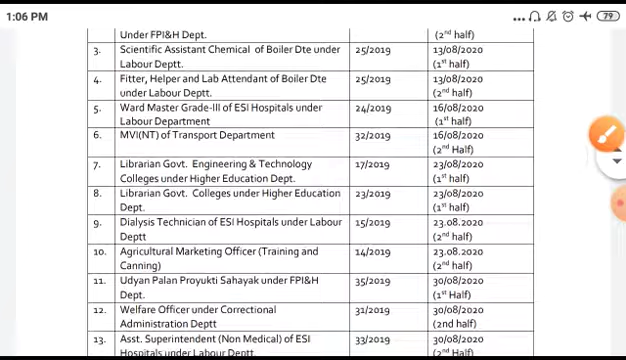 1:06 PM ... 79
Under FPI&H Dept. (2nd half)
3. Scientific Assistant Chemical of Boiler Dte under 25/2019 13/08/2020
Labour Deptt. (1st half)
4. Fitter, Helper and Lab Attendant of Boiler Dte 25/2019 13/08/2020
under Labour Deptt. (2nd half)
5. Ward Master Grade-III of ESI Hospitals under 24/2019 16/08/2020
Labour Department (1st half)
6. MVI(NT) of Transport Department 32/2019 16/08/2020
(2nd Half)
7. Librarian Govt. Engineering & Technology 17/2019 23/08/2020
Colleges under Higher Education Dept. (1st half)
8. Librarian Govt. Colleges under Higher Education 23/2019 23/08/2020
Dept. (1st half)
9. Dialysis Technician of ESI Hospitals under Labour 15/2019 23.08.2020
Deptt (2nd half)
10. Agricultural Marketing Officer (Training and 14/2019 23.08.2020
Canning) (2nd half)
11. Udyan Palan Proyukti Sahayak under FPI&H 35/2019 30/08/2020
Dept. (1st Half)
12. Welfare Officer under Correctional 31/2019 30/08/2020
Administration Deptt (2nd half)
13. Asst. Superintendent (Non Medical) of ESI 33/2019 30/08/2020
Hospitals under Labour Deptt. (2nd Half)